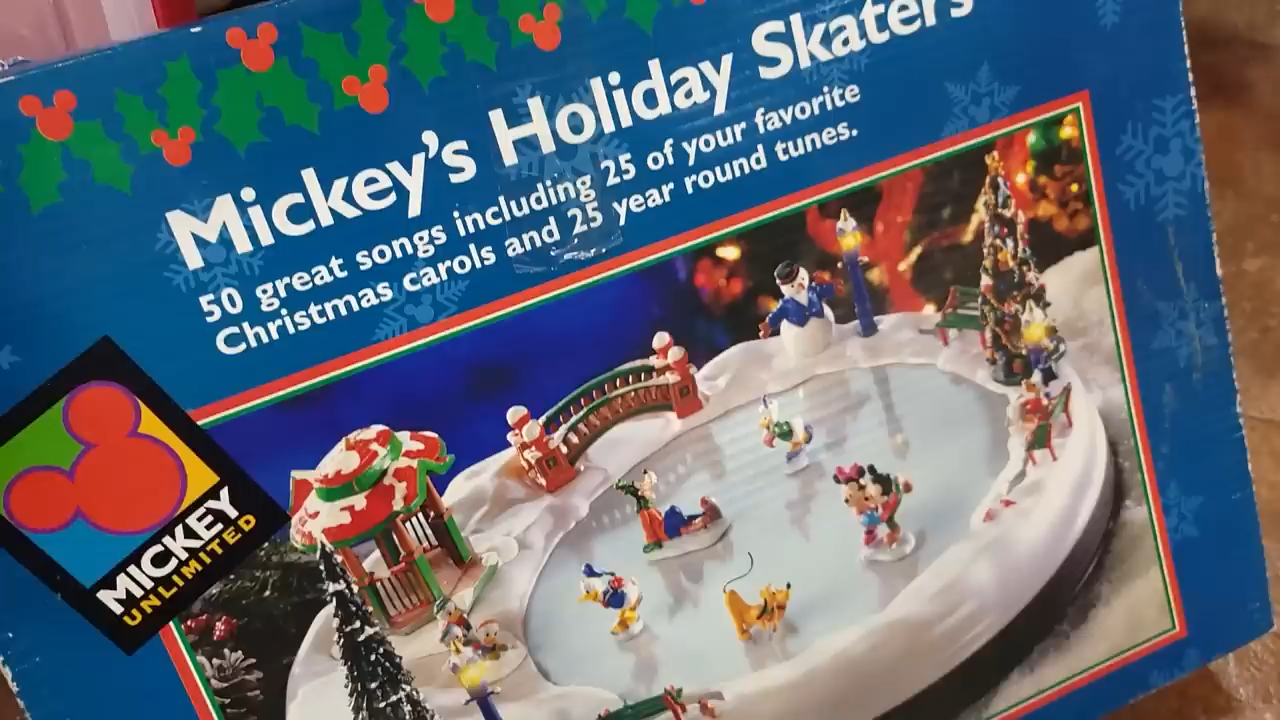 Mickey's Holiday Skaters
50 great songs including 25 of your favorite
Christmas carols and 25 year round tunes.
MICKEY
UNLIMITED